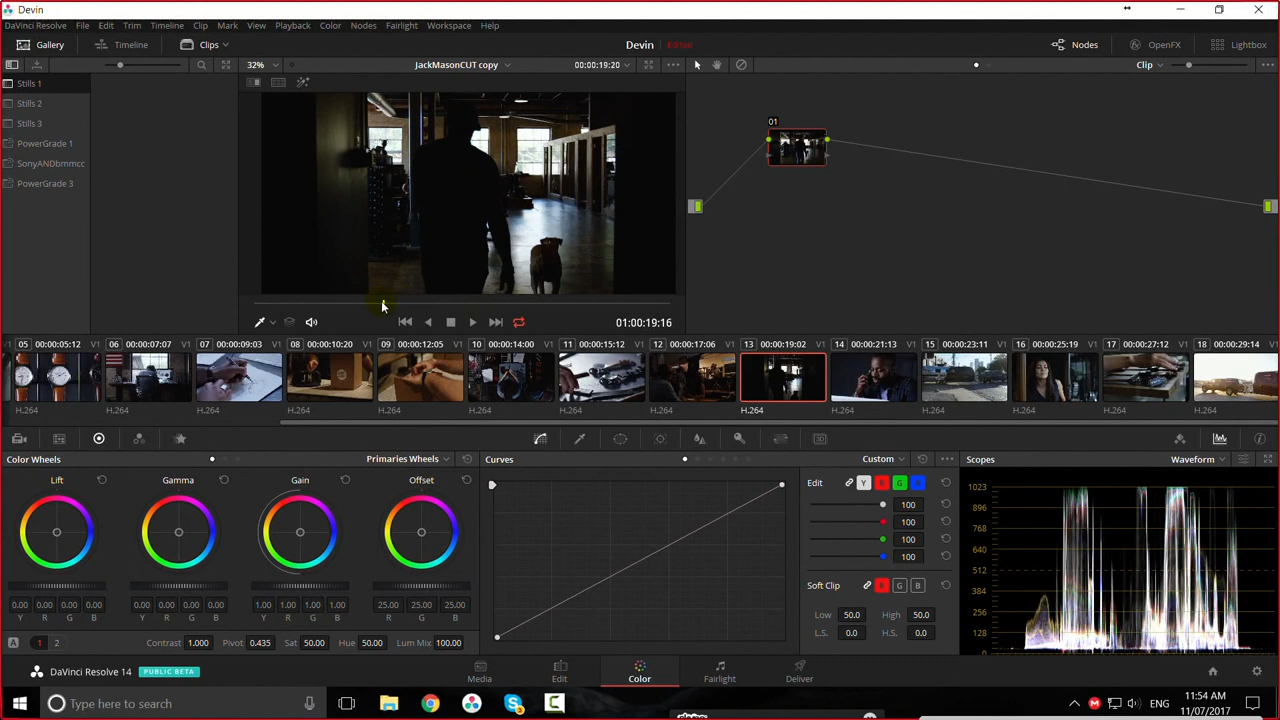 Devin
DaVinci Resolve File Edit Trim Timeline Clip Mark View Playback Color Nodes Fairlight Workspace Help
Gallery Timeline Clips Devin Edited Nodes OpenFX Lightbox
32% JackMasonCUT copy 00:00:19:20 Clip
Stills 1
Stills 2
Stills 3
PowerGrade 1
SonyANDbmmcc
PowerGrade 3
01
01:00:19:16
05 00:00:05:12 V1 06 00:00:07:07 V1 07 00:00:09:03 V1 08 00:00:10:20 V1 09 00:00:12:05 V1 10 00:00:14:00 V1 11 00:00:15:12 V1 12 00:00:17:06 V1 13 00:00:19:02 V1 14 00:00:21:13 V1 15 00:00:23:11 V1 16 00:00:25:19 V1 17 00:00:27:12 V1 18 00:00:29:14 V1
H.264 H.264 H.264 H.264 H.264 H.264 H.264 H.264 H.264 H.264 H.264 H.264 H.264 H.264
Color Wheels Primaries Wheels Curves Custom Scopes Waveform
Lift Gamma Gain Offset
Edit Y R G B
100
100
100
100
Soft Clip R G B
Low 50.0 High 50.0
L.S. 0.0 H.S. 0.0
1023
896
768
640
512
384
256
128
0
0.00 0.00 0.00 0.00 0.00 0.00 0.00 0.00 1.00 1.00 1.00 1.00 25.00 25.00 25.00
Y R G B Y R G B Y R G B R G B
A 1 2 Contrast 1.000 Pivot 0.435 Sat 50.00 Hue 50.00 Lum Mix 100.00
DaVinci Resolve 14 PUBLIC BETA Media Edit Color Fairlight Deliver
Type here to search ENG 11:54 AM
11/07/2017